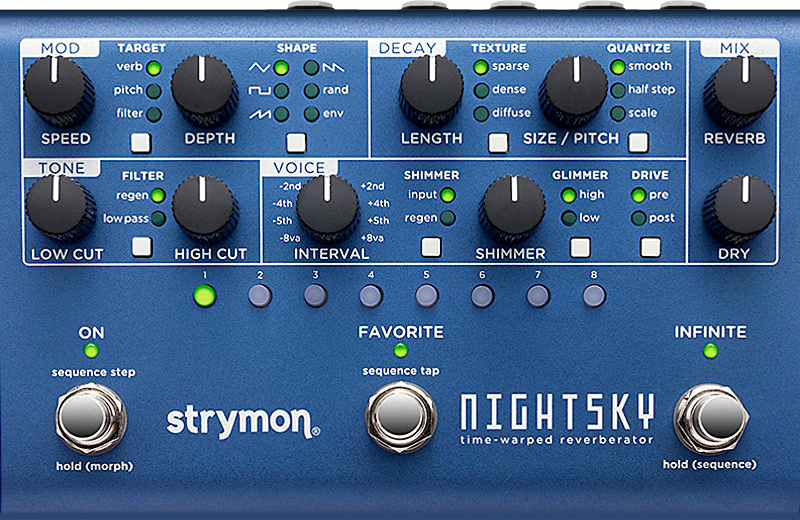 MOD
TARGET
SHAPE
verb
pitch
filter
rand
env
SPEED
DEPTH
DECAY
TEXTURE
QUANTIZE
sparse
dense
diffuse
smooth
half step
scale
LENGTH
SIZE / PITCH
MIX
REVERB
TONE
FILTER
regen
low pass
LOW CUT
HIGH CUT
VOICE
-2nd +2nd
-4th +4th
-5th +5th
-8va +8va
INTERVAL
SHIMMER
input
regen
SHIMMER
GLIMMER
high
low
DRIVE
pre
post
DRY
1 2 3 4 5 6 7 8
ON
FAVORITE
INFINITE
sequence step
sequence tap
strymon®
NIGHTSKY
time-warped reverberator
hold (morph)
hold (sequence)